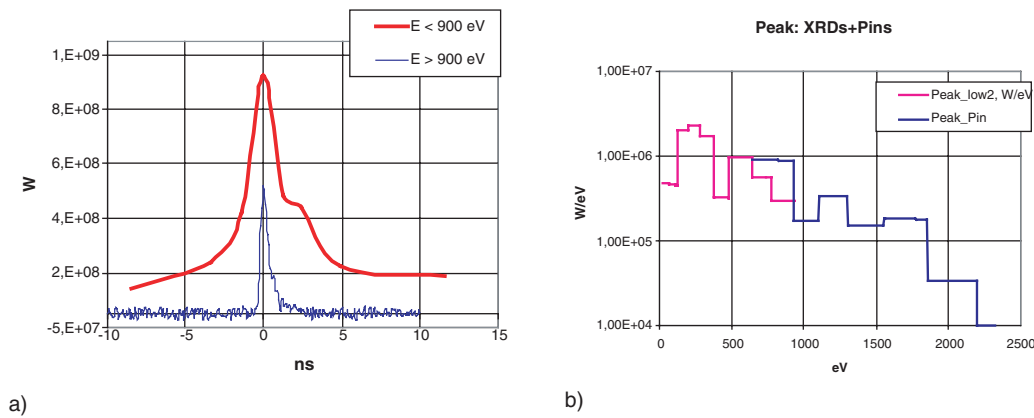 E < 900 eV
E > 900 eV
1,E+09
9,E+08
8,E+08
6,E+08
4,E+08
2,E+08
-5,E+07
W
-10
-5
0
5
10
15
ns
a)
Peak: XRDs+Pins
Peak_low2, W/eV
Peak_Pin
1,00E+07
1,00E+06
1,00E+05
1,00E+04
W/eV
0
500
1000
1500
2000
2500
eV
b)